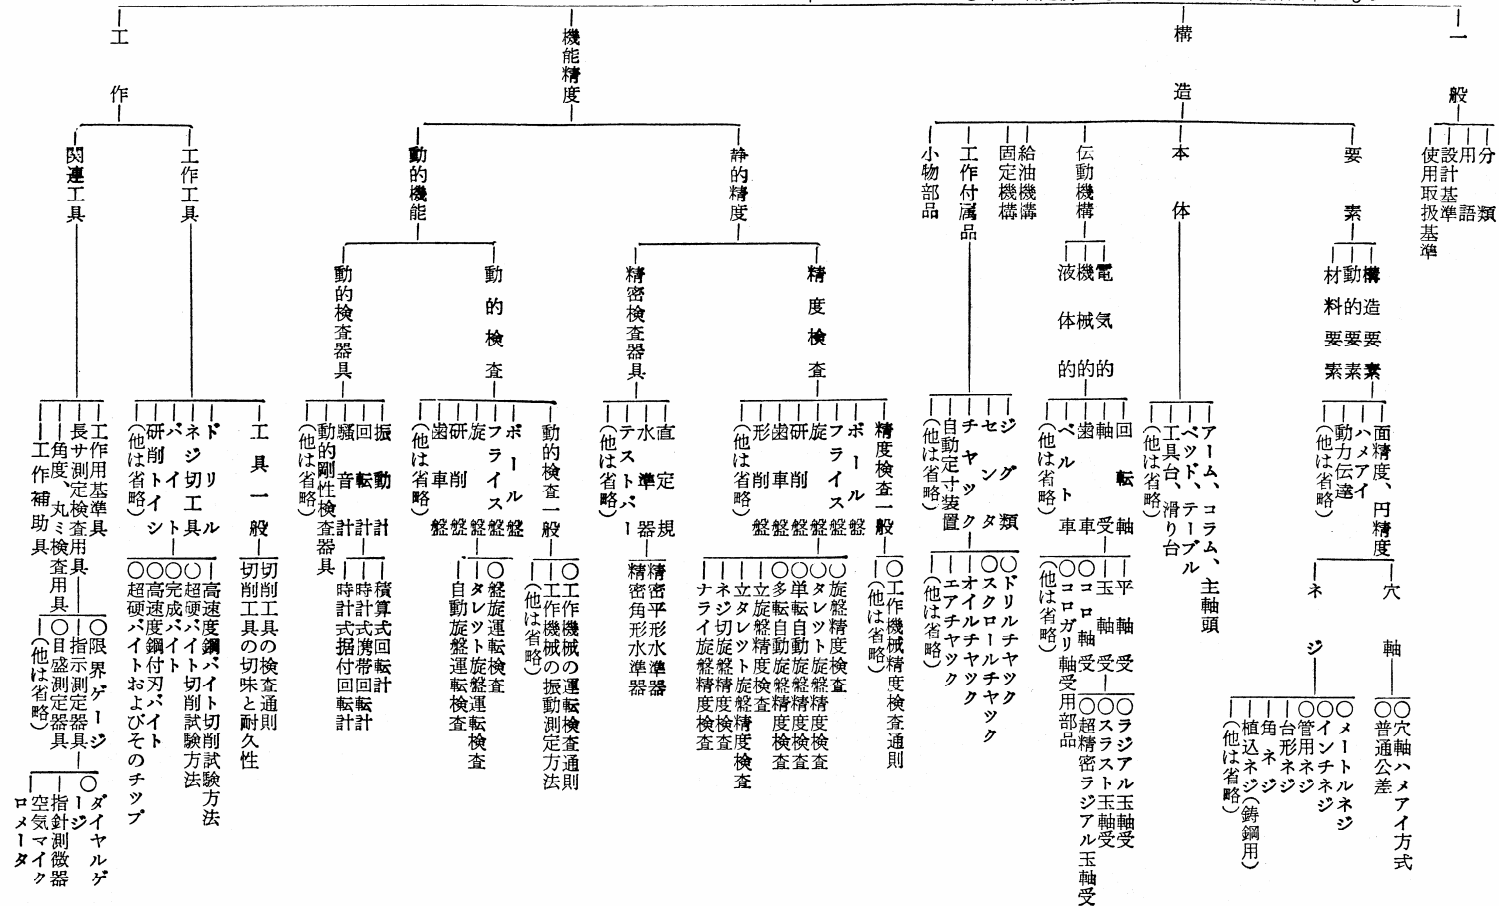 一般
分類
用語
設計基準
使用取扱基準
構造
要素
構造要素
面精度、円精度
穴軸
○穴軸ハメアイ方式
○普通公差
ネジ
○メートルネジ
○インチネジ
○管用ネジ
台形ネジ
角ネジ
植込ネジ(鋳鋼用)
(他は省略)
ハメアイ
動力伝達
(他は省略)
動的要素
材料要素
本体
アーム、コラム、主軸頭
ベッド、テーブル
工具台、滑り台
(他は省略)
伝動機構
電気的
機械的
回転軸
軸受
平軸受
玉軸受
○ラジアル玉軸受
○スラスト玉軸受
○超精密ラジアル玉軸受
○コロ軸受
○コロガリ軸受用部品
(他は省略)
歯車
ベルト車
(他は省略)
液体的
給油機構
固定機構
工作付属品
ジグ類
センタ
チヤツク
○ドリルチヤツク
○スクロールチヤツク
オイルチヤツク
エアチヤツク
(他は省略)
自動定寸装置
(他は省略)
小物部品
機能精度
静的精度
精度検査
精度検査一般
○工作機械精度検査通則
(他は省略)
ボール盤
フライス盤
旋盤
○旋盤精度検査
○タレツト旋盤精度検査
○単転自動旋盤精度検査
○多転自動旋盤精度検査
立旋盤精度検査
立タレツト旋盤精度検査
ネジ切旋盤精度検査
ナライ旋盤精度検査
研削盤
歯車盤
形削盤
(他は省略)
精密検査器具
直定規
水準器
精密平形水準器
精密角形水準器
テストバー
(他は省略)
動的機能
動的検査
動的検査一般
○工作機械の運転検査通則
工作機械の振動測定方法
(他は省略)
ボール盤
フライス盤
旋盤
○旋盤運転検査
タレツト旋盤運転検査
自動旋盤運転検査
研削盤
歯車盤
(他は省略)
動的検査器具
振動計
回転計
積算式回転計
時計式携帯回転計
時計式据付回転計
騒音計
動的剛性検査器具
(他は省略)
工作
工作工具
工具一般
切削工具の検査通則
切削工具の切味と耐久性
ドリル
ネジ切工具
バイト
高速度鋼バイト切削試験方法
○超硬バイト切削試験方法
○完成バイト
○高速度鋼付刃バイト
○超硬バイトおよびそのチップ
研削トイシ
(他は省略)
関連工具
工作用基準具
長サ測定検査用具
○限界ゲージ
指示測定器具
○ダイヤルゲージ
指針測微器
空気マイクロメータ
○目盛測定器具
(他は省略)
角度、丸ミ検査用具
工作補助具